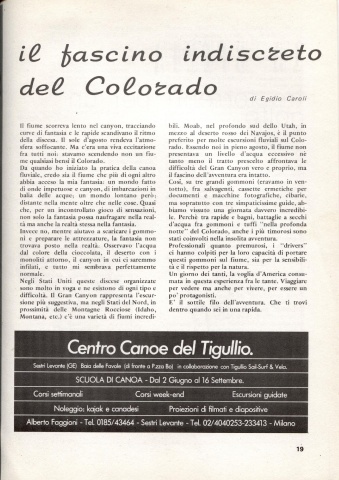 il fascino indiscreto
del Colorado
di Egidio Caroli
Il fiume scorreva lento nel canyon, tracciando
curve di fantasia e le rapide scandivano il ritmo
della discesa. Il sole d'agosto rendeva l'atmo-
sfera soffocante. Ma c'era una viva eccitazione
fra tutti noi: stavamo scendendo non un fiu-
me qualsiasi bensì il Colorado.
Da quando ho iniziato la pratica della canoa
fluviale, credo sia il fiume che più di ogni altro
abbia acceso la mia fantasia: un mondo fatto
di onde impetuose e canyon, di imbarcazioni in
balia delle acque; un mondo lontano però
distante nella mente oltre che nelle cose. Quasi
che, per un incontrollato gioco di sensazioni,
non solo la fantasia possa naufragare nella real-
tà ma anche la realtà stessa nella fantasia.
Invece no, mentre aiutavo a scaricare i gommo-
ni e preparare le attrezzature, la fantasia non
trovava posto nella realtà. Osservavo l'acqua
dal colore della cioccolata, il deserto con i
monoliti attorno, il canyon in cui ci saremmo
infilati, e tutto mi sembrava perfettamente
normale.
Negli Stati Uniti queste discese organizzate
sono molto in voga e ne esistono di ogni tipo e
difficoltà. Il Gran Canyon rappresenta l'escur-
sione più suggestiva, ma negli Stati del Nord, in
prossimità delle Montagne Rocciose (Idaho,
Montana, etc.) c'è una varietà di fiumi incredi-
bili. Moab, nel profondo sud dello Utah, in
mezzo al deserto rosso dei Navajos, è il punto
preferito per molte escursioni fluviali sul Colo-
rado. Essendo noi in pieno agosto, il fiume non
presentava un livello d'acqua eccessivo né
tanto meno il tratto prescelto affrontava le
difficoltà del Gran Canyon vero e proprio, ma
il fascino dell'avventura era intatto.
Così, su tre grandi gommoni (eravamo in ven-
totto), fra salvagenti, cassette ermetiche per
documenti e macchine fotografiche, cibarie,
ma soprattutto con tre simpaticissime guide, ab-
biamo vissuto una giornata davvero incredibi-
le. Perché tra rapide e bagni, battaglie a secchi
d'acqua fra gommoni e tuffi "nella profonda
notte" del Colorado, anche i più timorosi sono
stati coinvolti nella insolita avventura.
Professionali quanto premurosi, i "drivers"
ci hanno colpiti per la loro capacità di portare
questi gommoni sul fiume, sia per la sensibili-
tà e il rispetto per la natura.
Un giorno dei tanti, la voglia d'America consu-
mata in questa esperienza fra le tante. Viaggiare
per vedere ma anche per vivere, per essere un
po' protagonisti.
E' il sottile filo dell'avventura. Che ti trovi
dentro quando sei in una rapida.
Centro Canoe del Tigullio.
Sestri Levante (GE) Baia delle Favole (di fronte a P.zza Bo) in collaborazione con Tigullio Sail-Surf & Vela.
SCUOLA DI CANOA - Dal 2 Giugno al 16 Settembre.
Corsi settimanali Corsi week-end Escursioni guidate
Noleggio: kajak e canadesi Proiezioni di filmati e diapositive
Alberto Faggioni - Tel. 0185/43464 - Sestri Levante - Tel. 02/4040253-233413 - Milano
19